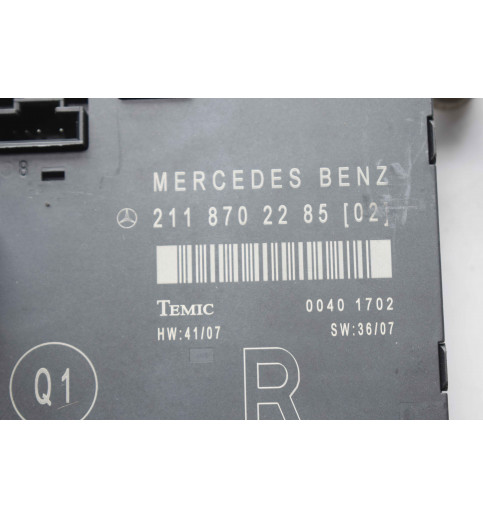 8
MERCEDES BENZ
211 870 22 85 [02]
TEMIC 0040 1702
HW:41/07 SW:36/07
Q1
R